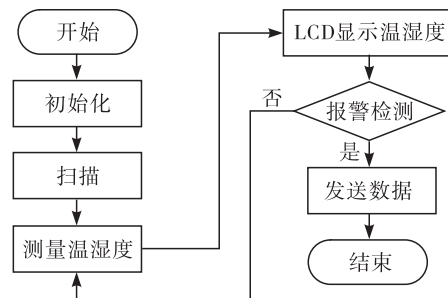 开始
初始化
扫描
测量温湿度
LCD显示温湿度
报警检测
否
是
发送数据
结束